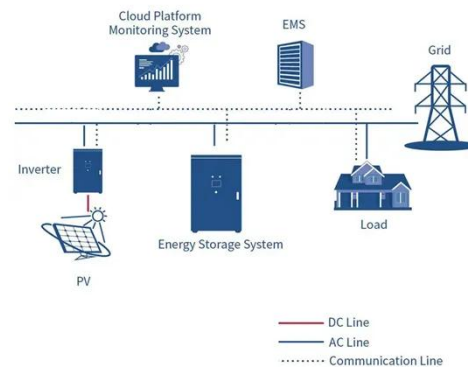 Cloud Platform
Monitoring System
EMS
Grid
Inverter
Energy Storage System
Load
PV
DC Line
AC Line
Communication Line